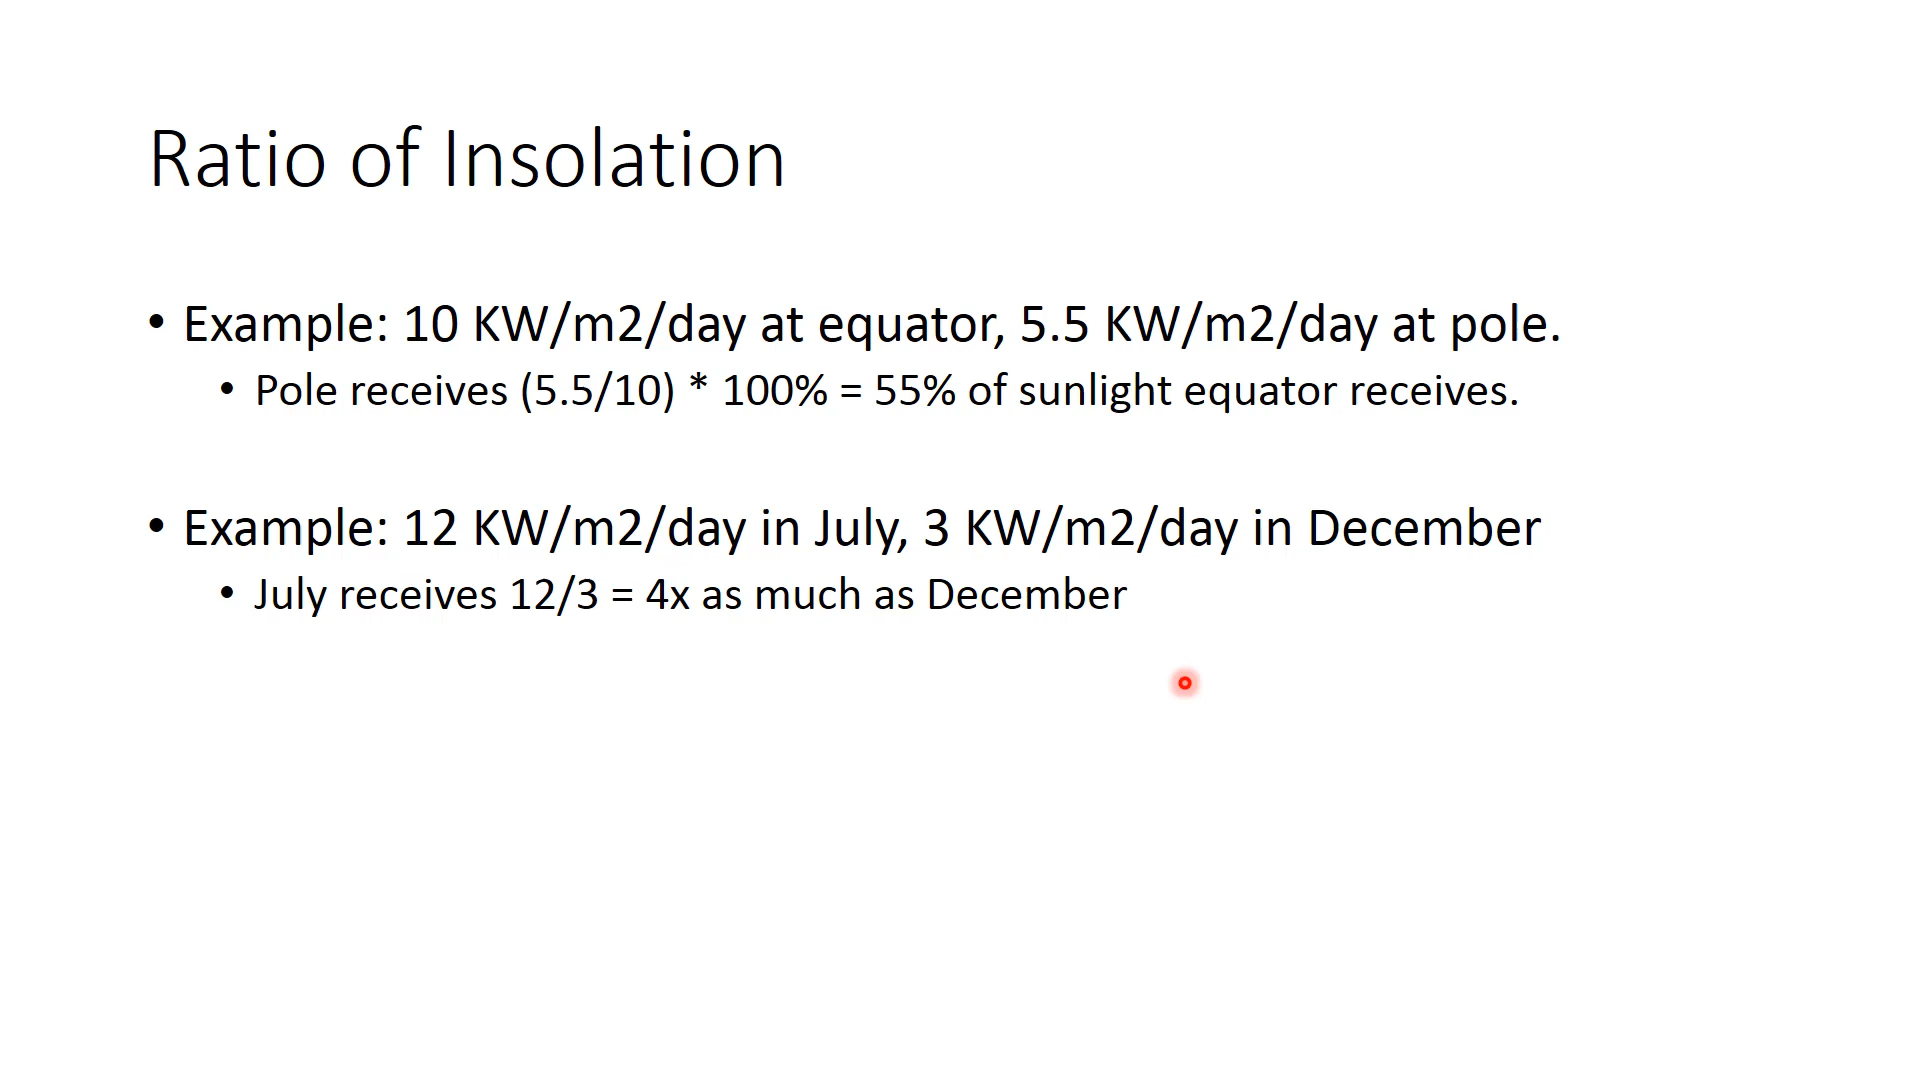 Ratio of Insolation
• Example: 10 KW/m2/day at equator, 5.5 KW/m2/day at pole.
• Pole receives (5.5/10) * 100% = 55% of sunlight equator receives.
• Example: 12 KW/m2/day in July, 3 KW/m2/day in December
• July receives 12/3 = 4x as much as December